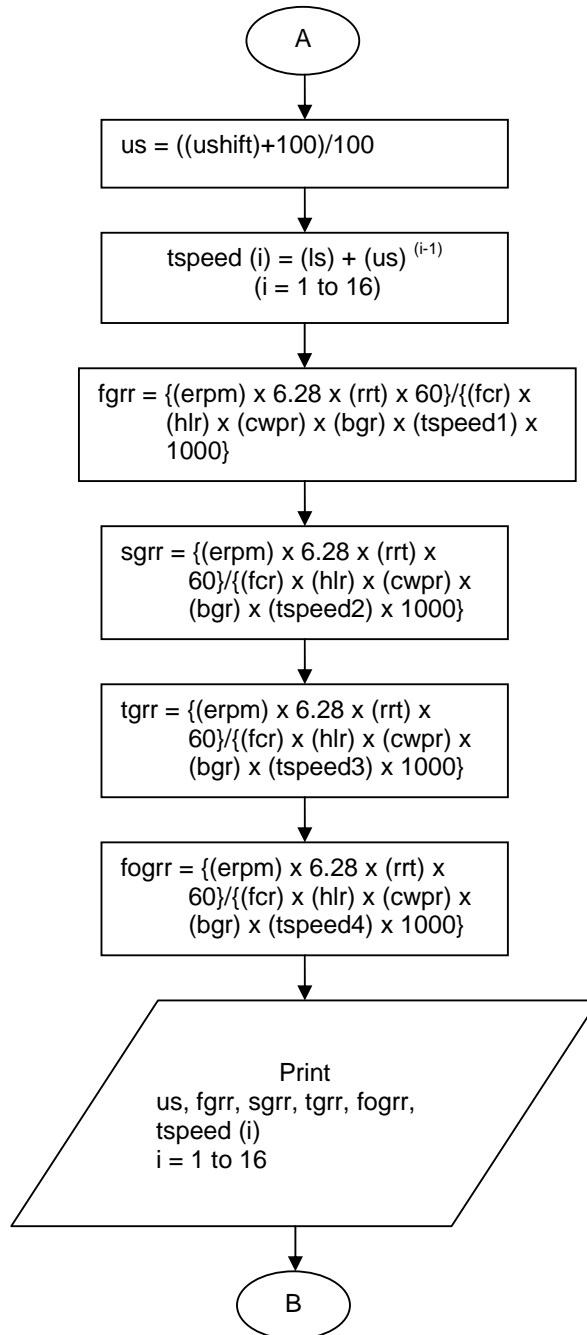 A
us = ((ushift)+100)/100
tspeed (i) = (ls) + (us) (i-1)
(i = 1 to 16)
fgrr = {(erpm) x 6.28 x (rrt) x 60}/{(fcr) x
(hlr) x (cwpr) x (bgr) x (tspeed1) x
1000}
sgrr = {(erpm) x 6.28 x (rrt) x
60}/{(fcr) x (hlr) x (cwpr) x
(bgr) x (tspeed2) x 1000}
tgrr = {(erpm) x 6.28 x (rrt) x
60}/{(fcr) x (hlr) x (cwpr) x
(bgr) x (tspeed3) x 1000}
fogrr = {(erpm) x 6.28 x (rrt) x
60}/{(fcr) x (hlr) x (cwpr) x
(bgr) x (tspeed4) x 1000}
Print
us, fgrr, sgrr, tgrr, fogrr,
tspeed (i)
i = 1 to 16
B